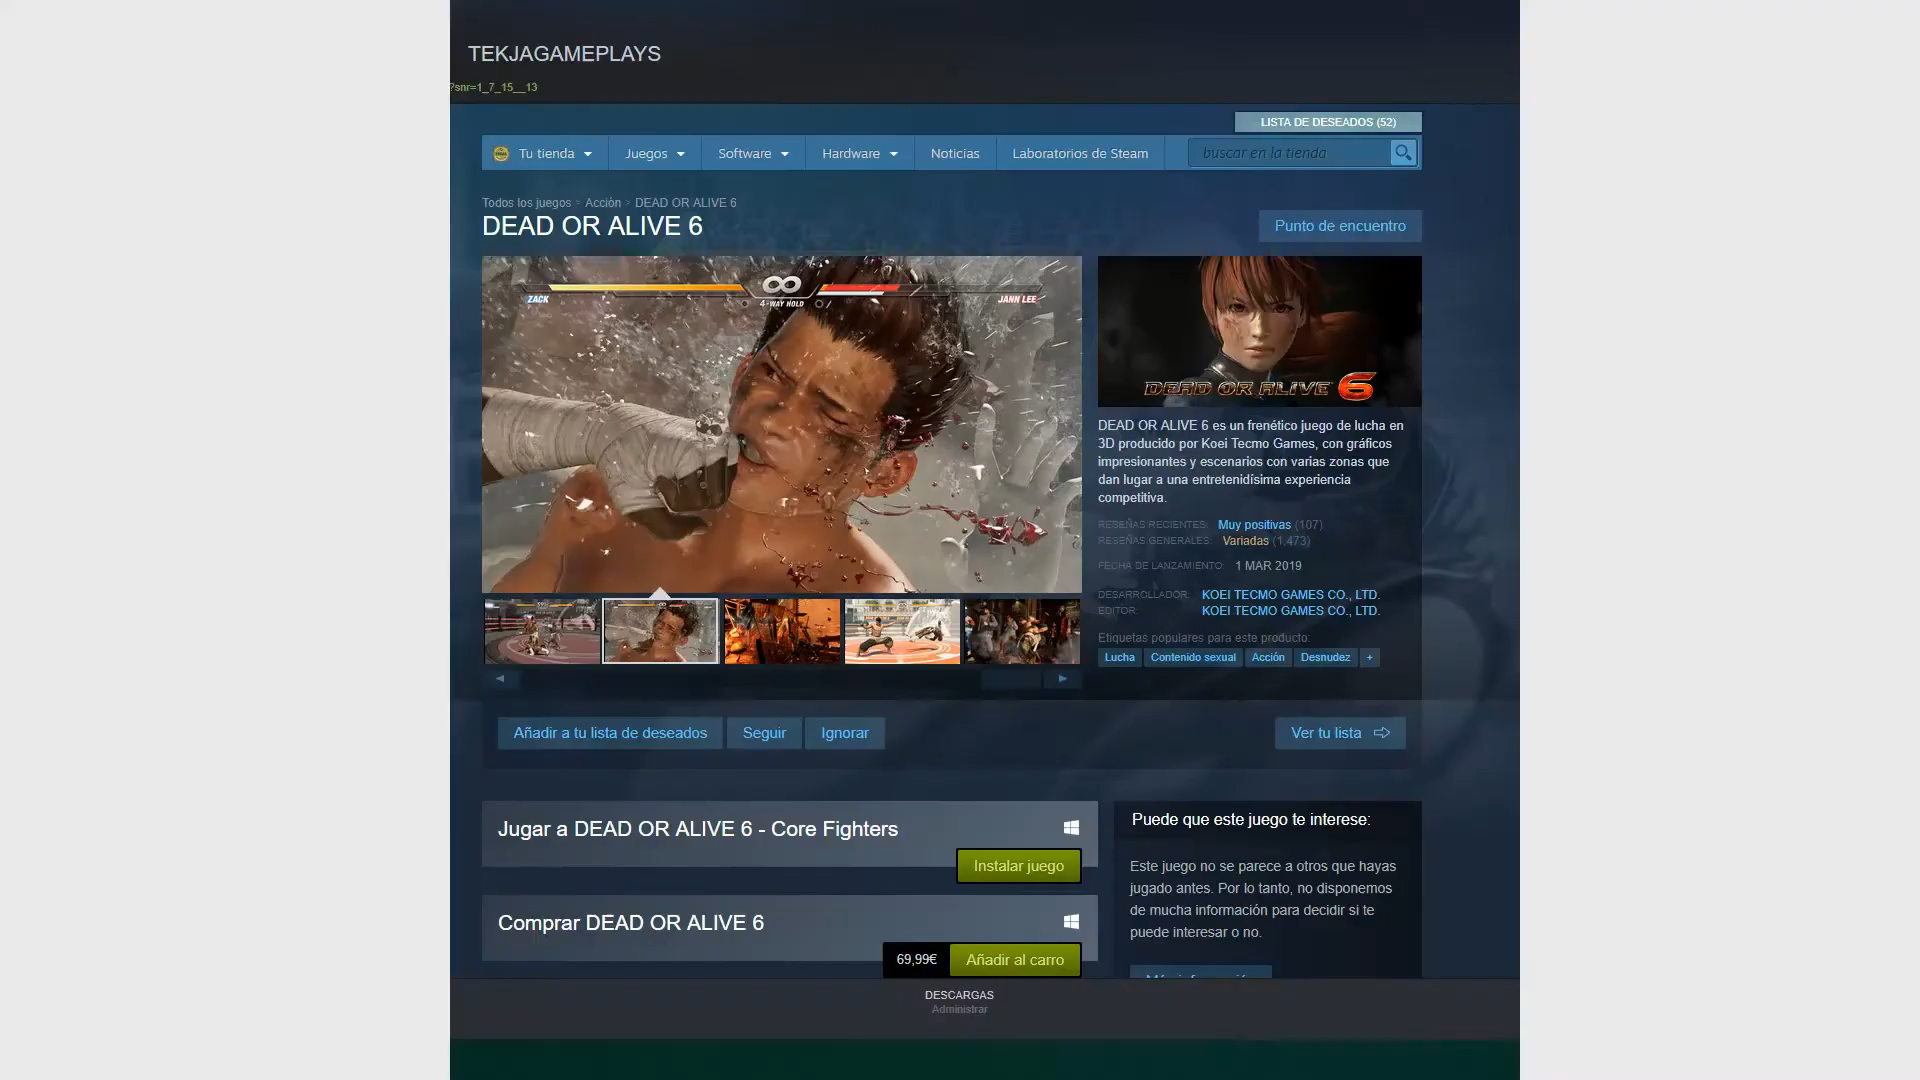 TEKJAGAMEPLAYS
?snr=1_7_15__13
LISTA DE DESEADOS (52)
Tu tienda
Juegos
Software
Hardware
Noticias
Laboratorios de Steam
buscar en la tienda
Todos los juegos > Acción > DEAD OR ALIVE 6
DEAD OR ALIVE 6
Punto de encuentro
ZACK
4-WAY HOLD
JANN LEE
DEAD OR ALIVE 6
DEAD OR ALIVE 6 es un frenético juego de lucha en
3D producido por Koei Tecmo Games, con gráficos
impresionantes y escenarios con varias zonas que
dan lugar a una entretenidísima experiencia
competitiva.
RESEÑAS RECIENTES: Muy positivas (107)
RESEÑAS GENERALES: Variadas (1,473)
FECHA DE LANZAMIENTO: 1 MAR 2019
DESARROLLADOR: KOEI TECMO GAMES CO., LTD.
EDITOR: KOEI TECMO GAMES CO., LTD.
Etiquetas populares para este producto:
Lucha Contenido sexual Acción Desnudez +
Añadir a tu lista de deseados
Seguir
Ignorar
Ver tu lista
Jugar a DEAD OR ALIVE 6 - Core Fighters
Instalar juego
Comprar DEAD OR ALIVE 6
69,99€ Añadir al carro
Puede que este juego te interese:
Este juego no se parece a otros que hayas
jugado antes. Por lo tanto, no disponemos
de mucha información para decidir si te
puede interesar o no.
DESCARGAS
Administrar